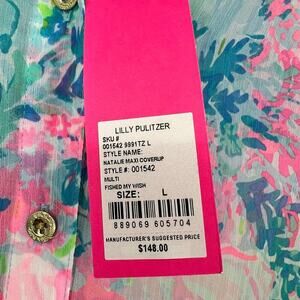 LILLY PULITZER
SKU #
001542 9991TZ L
STYLE NAME:
NATALIE MAXI COVERUP
STYLE #: 001542
MULTI
FISHED MY WISH
SIZE: L
889069 605704
MANUFACTURER'S SUGGESTED PRICE
$148.00